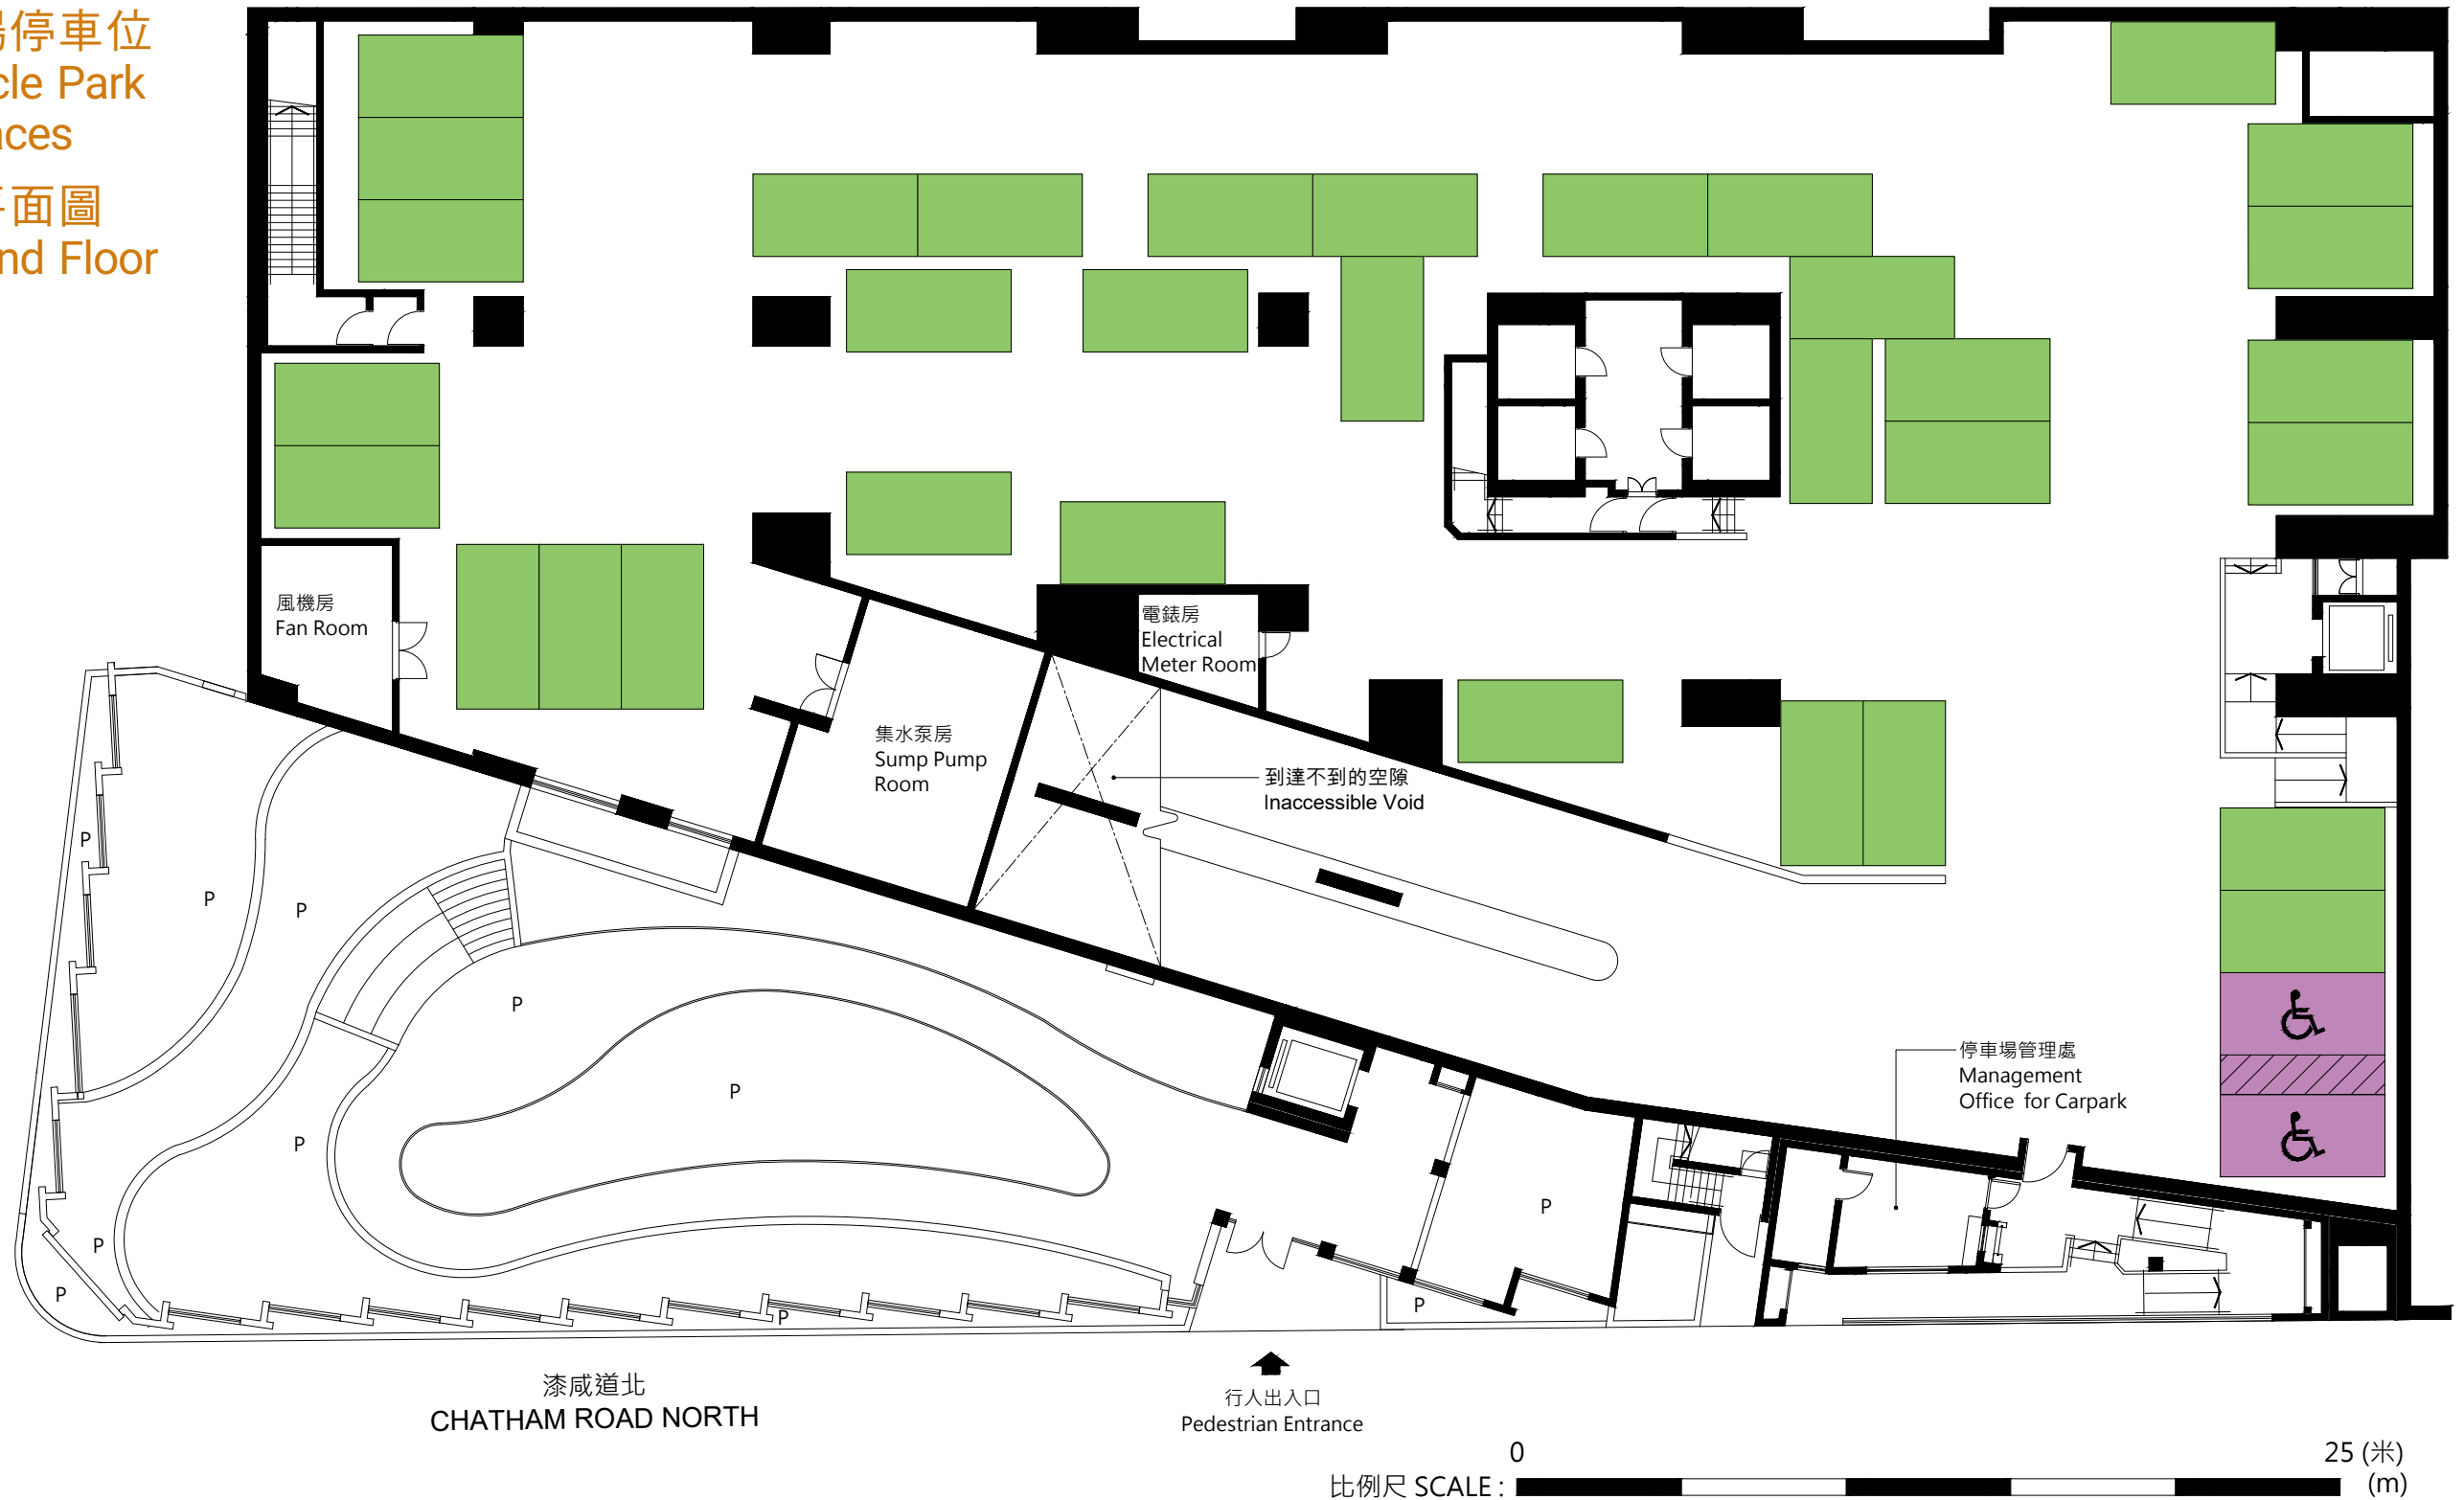 場停車位
cle Park
aces
平面圖
nd Floor
風機房
Fan Room
電錶房
Electrical
Meter Room
集水泵房
Sump Pump
Room
到達不到的空隙
Inaccessible Void
P
P
P
P
P
P
P
P
P
P
P
停車場管理處
Management
Office for Carpark
漆咸道北
CHATHAM ROAD NORTH
行人出入口
Pedestrian Entrance
0
25 (米)
(m)
比例尺 SCALE :